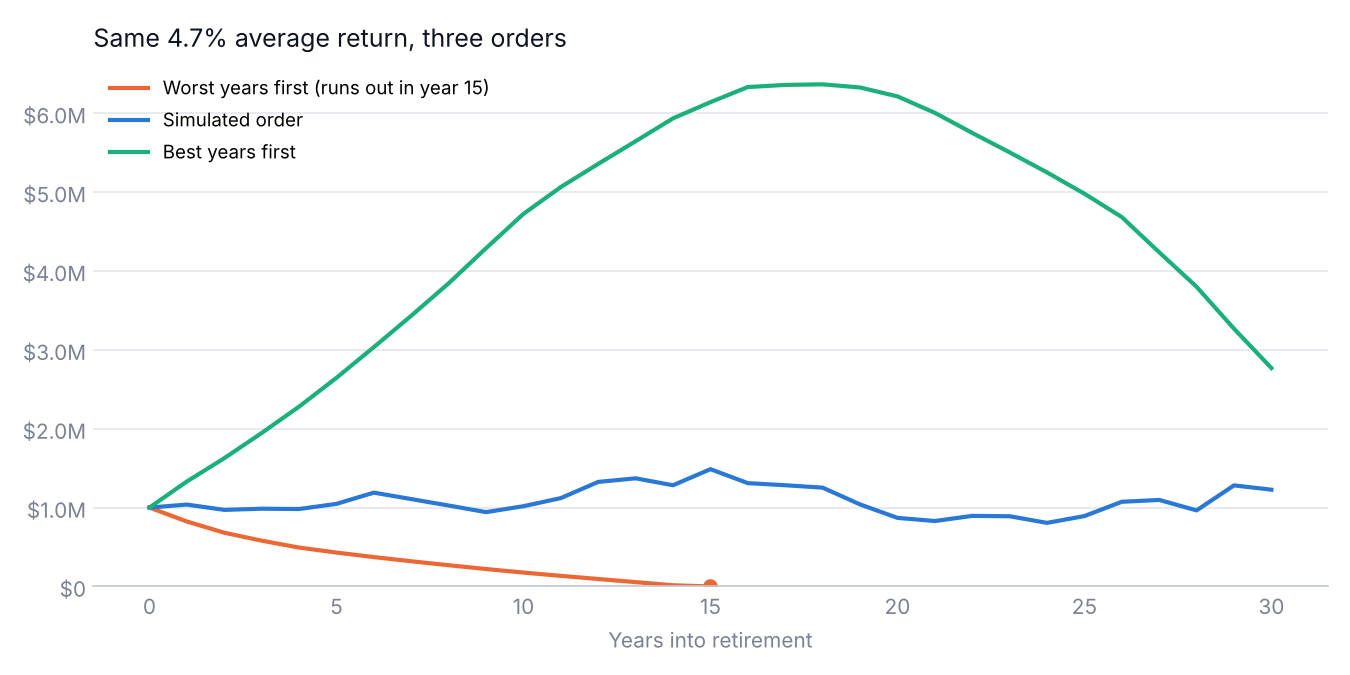 Same 4.7% average return, three orders
Worst years first (runs out in year 15)
Simulated order
Best years first
$6.0M
$5.0M
$4.0M
$3.0M
$2.0M
$1.0M
$0
0 5 10 15 20 25 30
Years into retirement